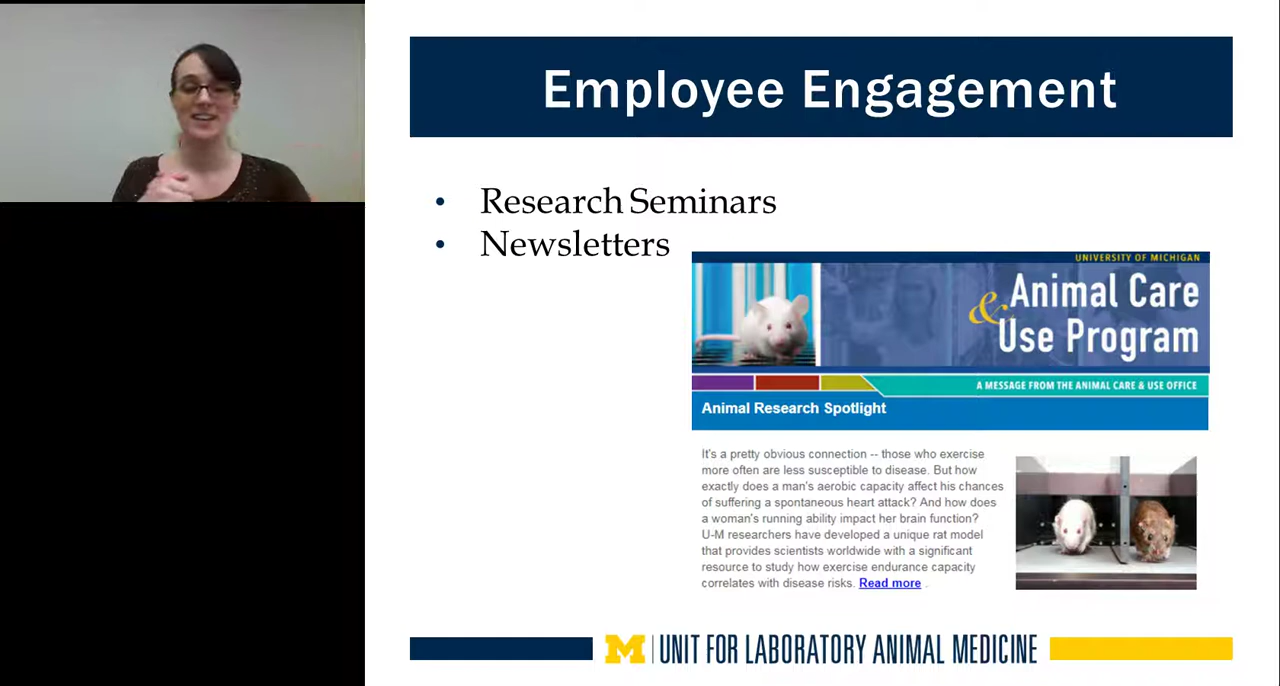 Employee Engagement
• Research Seminars
• Newsletters
UNIVERSITY OF MICHIGAN
Animal Care
& Use Program
A MESSAGE FROM THE ANIMAL CARE & USE OFFICE
Animal Research Spotlight
It's a pretty obvious connection -- those who exercise
more often are less susceptible to disease. But how
exactly does a man's aerobic capacity affect his chances
of suffering a spontaneous heart attack? And how does
a woman's running ability impact her brain function?
U-M researchers have developed a unique rat model
that provides scientists worldwide with a significant
resource to study how exercise endurance capacity
correlates with disease risks. Read more .
M | UNIT FOR LABORATORY ANIMAL MEDICINE